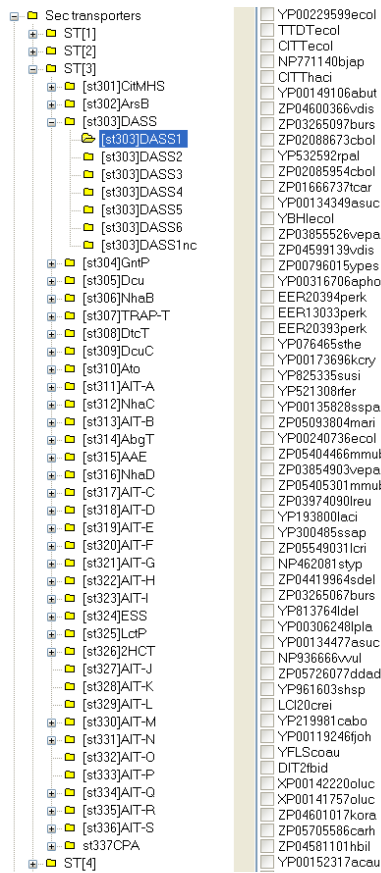 Sec transporters
ST[1]
ST[2]
ST[3]
[st301]CitMHS
[st302]ArsB
[st303]DASS
[st303]DASS1
[st303]DASS2
[st303]DASS3
[st303]DASS4
[st303]DASS5
[st303]DASS6
[st303]DASS1nc
[st304]GntP
[st305]Dcu
[st306]NhaB
[st307]TRAP-T
[st308]DtcT
[st309]DcuC
[st310]Ato
[st311]AIT-A
[st312]NhaC
[st313]AIT-B
[st314]AbgT
[st315]AAE
[st316]NhaD
[st317]AIT-C
[st318]AIT-D
[st319]AIT-E
[st320]AIT-F
[st321]AIT-G
[st322]AIT-H
[st323]AIT-I
[st324]ESS
[st325]LctP
[st326]2HCT
[st327]AIT-J
[st328]AIT-K
[st329]AIT-L
[st330]AIT-M
[st331]AIT-N
[st332]AIT-O
[st333]AIT-P
[st334]AIT-Q
[st335]AIT-R
[st336]AIT-S
st337CPA
ST[4]
YP00229599ecol
TTDTecol
CITTecol
NP771140bjap
CITThaci
YP00149106abut
ZP04600366vdis
ZP03265097burs
ZP02088673cbol
YP532592rpal
ZP02085954cbol
ZP01666737tcar
YP00134349asuc
YBHIecol
ZP03855526vepa
ZP04599139vdis
ZP00796015ypes
YP00316706apho
EER20394perk
EER13033perk
EER20393perk
YP076465sthe
YP00173696kcry
YP825335susi
YP521308rfer
YP00135828sspa
ZP05093804mari
YP00240736ecol
ZP05404466mmub
ZP03854903vepa
ZP05405301mmub
ZP03974090lreu
YP193800laci
YP300485ssap
ZP05549031lcri
NP462081styp
ZP04419964sdel
ZP03265067burs
YP813764ldel
YP00306248lpla
YP00134477asuc
NP936666vvul
ZP05726077ddad
YP961603shsp
LCI20crei
YP219981cabo
YP00119246fjoh
YFLScoau
DIT2fbid
XP00142220oluc
XP00141757oluc
ZP04601017kora
ZP05705586carh
ZP04581101hbil
YP00152317acau